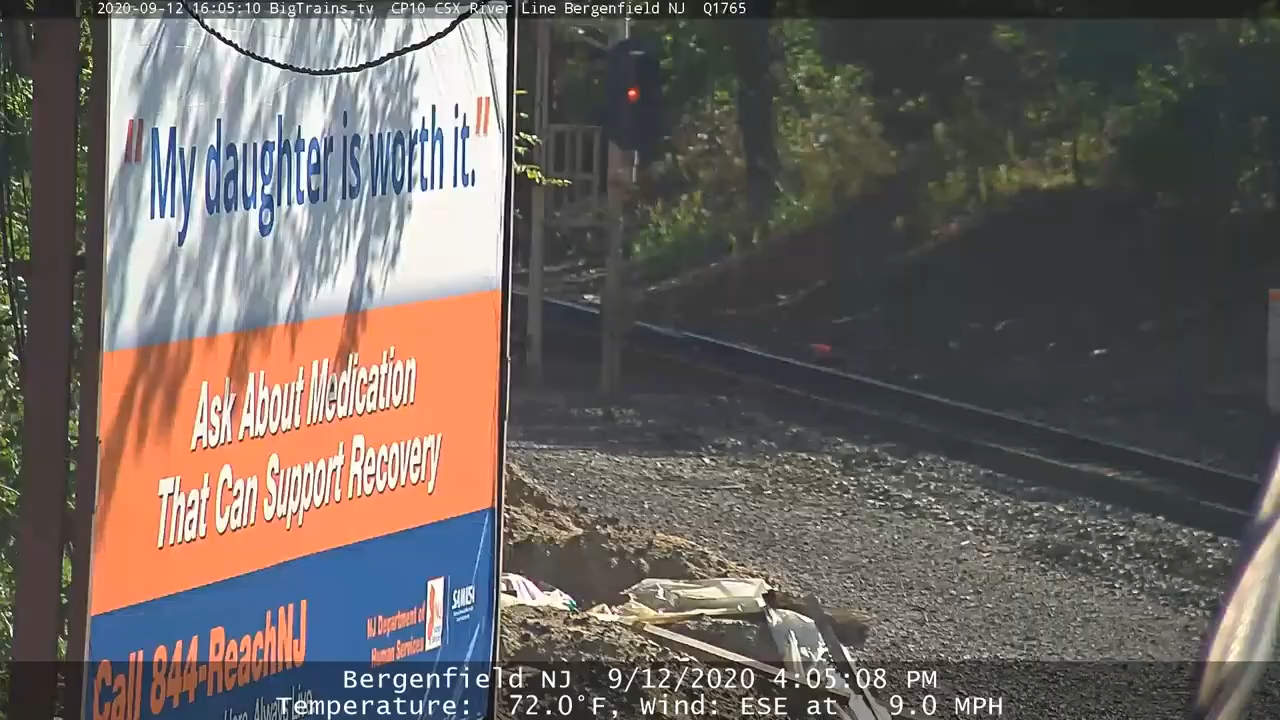 2020-09-12 16:05:10 BigTrains.tv CP10 CSX River Line Bergenfield NJ Q1765
"My daughter is worth it."
Ask About Medication
That Can Support Recovery
Call 844-ReachNJ
NJ Department of
Human Services
SAMHSA
Bergenfield NJ 9/12/2020 4:05:08 PM
Temperature: 72.0°F, Wind: ESE at 9.0 MPH